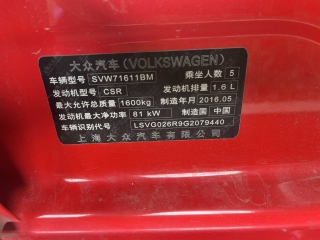 大众汽车(VOLKSWAGEN)
车辆型号 SVW71611BM 乘坐人数 5
发动机型号 CSR 发动机排量 1.6 L
最大允许总质量 1600kg 制造年月 2016.05
发动机最大净功率 81 kW 制造国 中国
车辆识别代号 LSVG026R9G2079440
上海大众汽车有限公司